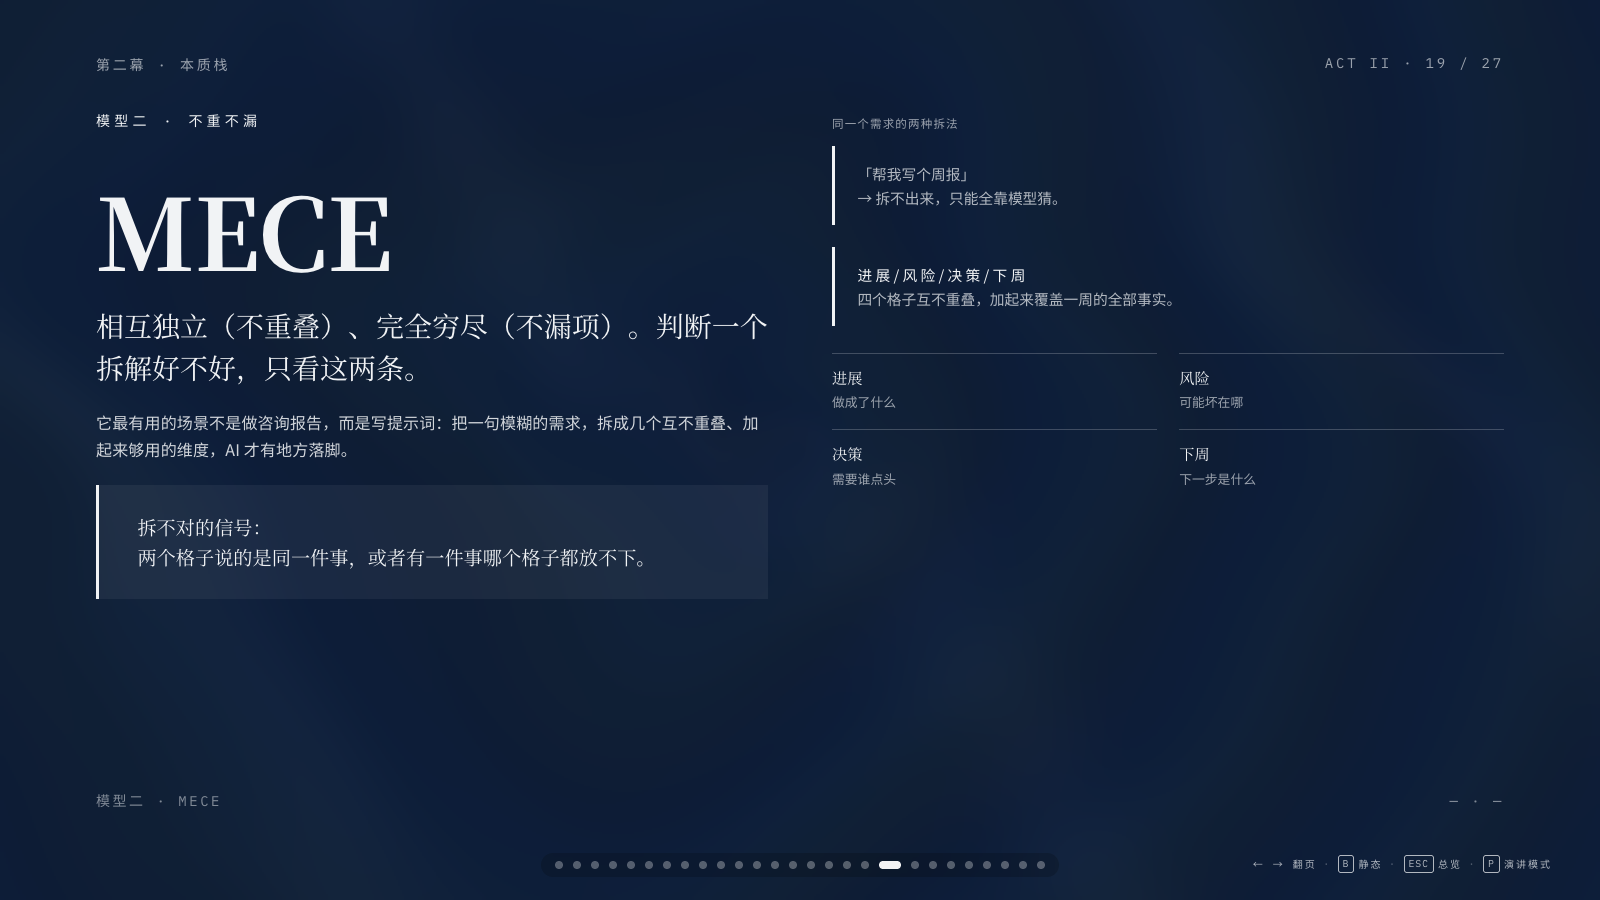 第二幕 · 本质栈
ACT II · 19 / 27
模型二 · 不重不漏
MECE
相互独立（不重叠）、完全穷尽（不漏项）。判断一个
拆解好不好，只看这两条。
它最有用的场景不是做咨询报告，而是写提示词：把一句模糊的需求，拆成几个互不重叠、加
起来够用的维度，AI 才有地方落脚。
拆不对的信号：
两个格子说的是同一件事，或者有一件事哪个格子都放不下。
同一个需求的两种拆法
「帮我写个周报」
→ 拆不出来，只能全靠模型猜。
进展/风险/决策/下周
四个格子互不重叠，加起来覆盖一周的全部事实。
进展
做成了什么
风险
可能坏在哪
决策
需要谁点头
下周
下一步是什么
模型二 · MECE
— · —
← → 翻页 · B 静态 · ESC 总览 · P 演讲模式